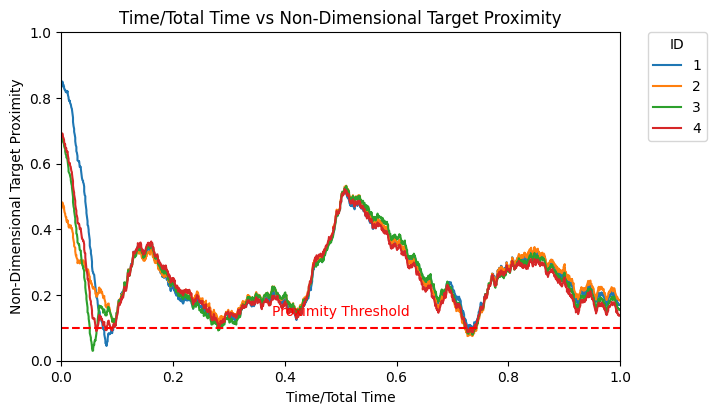 Time/Total Time vs Non-Dimensional Target Proximity
ID
1
2
3
4
Non-Dimensional Target Proximity
1.0
0.8
0.6
0.4
0.2
0.0
Proximity Threshold
0.0 0.2 0.4 0.6 0.8 1.0
Time/Total Time